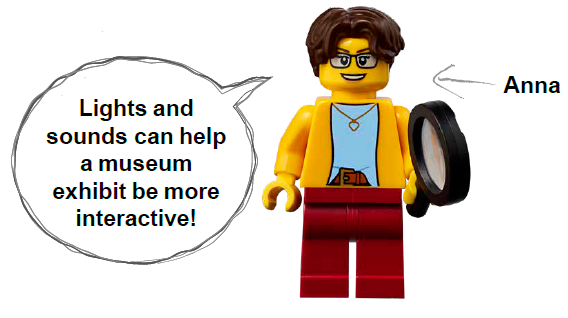 Lights and
sounds can help
a museum
exhibit be more
interactive!
Anna